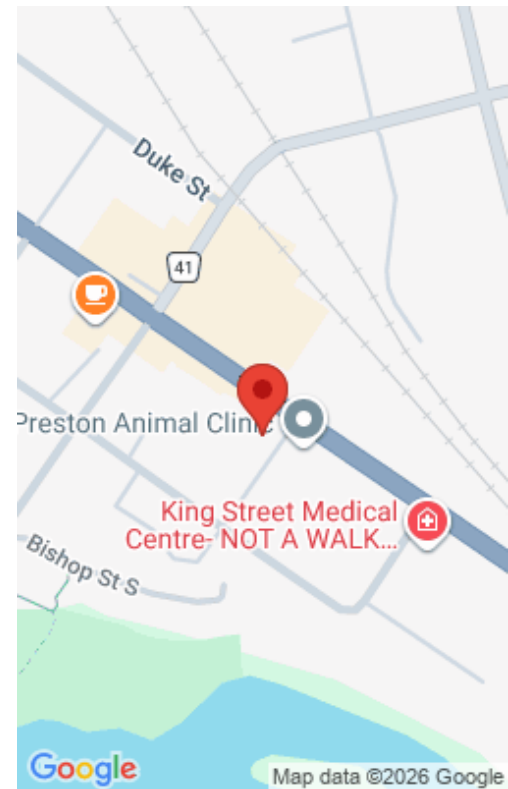 Duke St
41
Preston Animal Clinic
King Street Medical
Centre- NOT A WALK...
Bishop St S
Google
Map data ©2026 Google